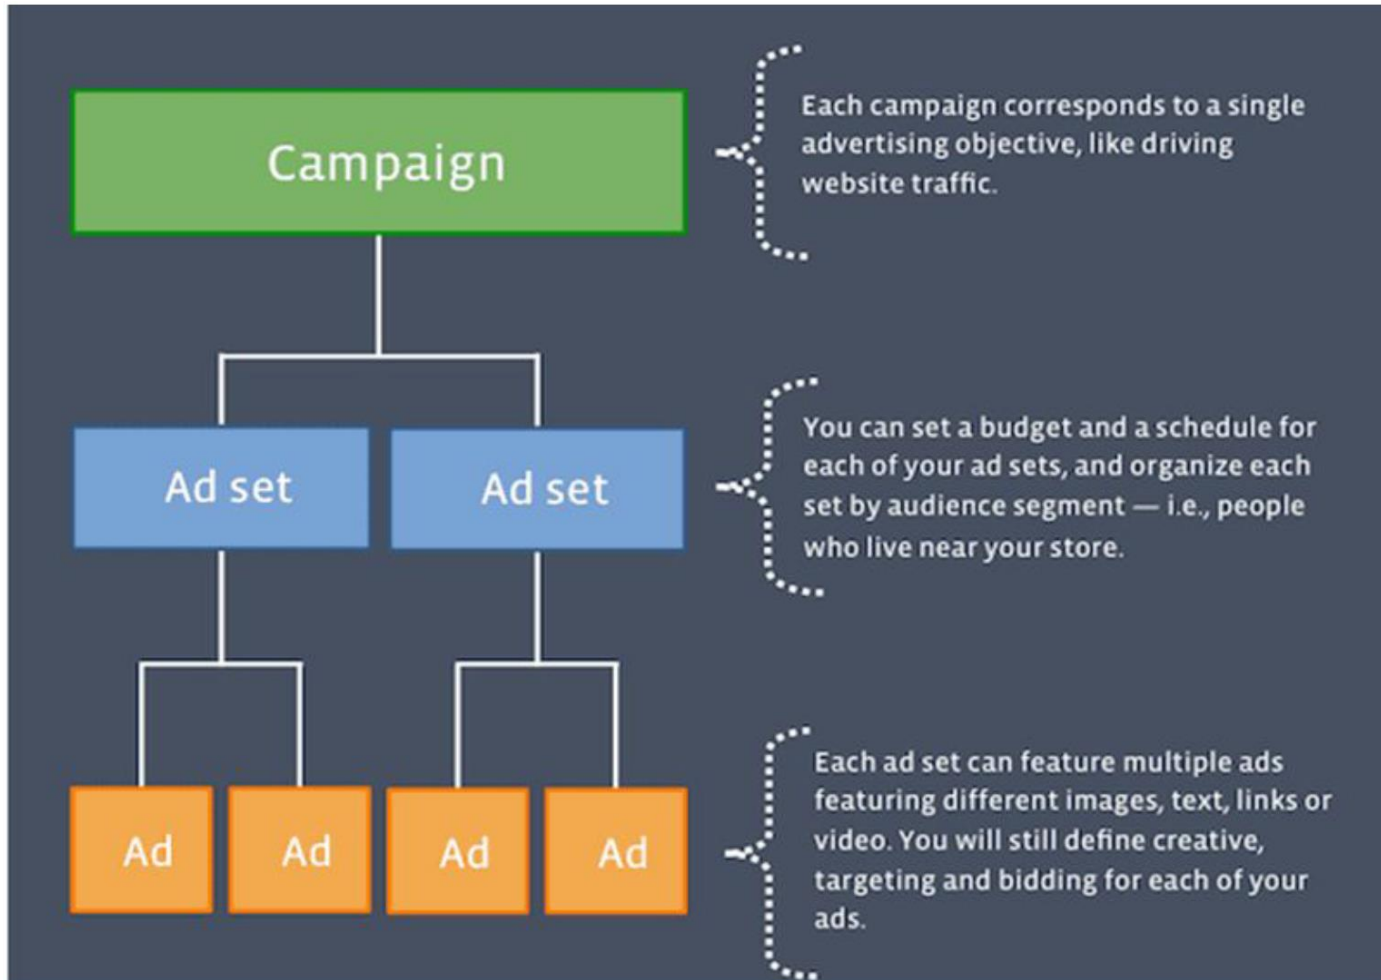 Campaign
Each campaign corresponds to a single
advertising objective, like driving
website traffic.
Ad set
Ad set
You can set a budget and a schedule for
each of your ad sets, and organize each
set by audience segment — i.e., people
who live near your store.
Ad
Ad
Ad
Ad
Each ad set can feature multiple ads
featuring different images, text, links or
video. You will still define creative,
targeting and bidding for each of your
ads.